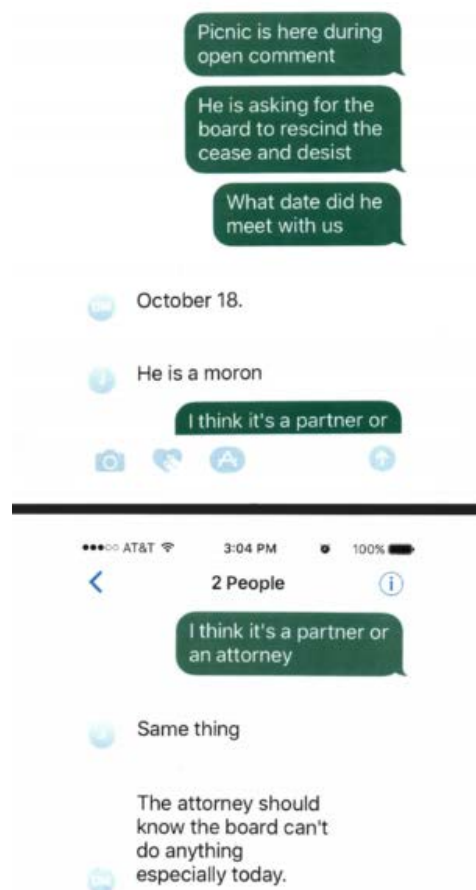 Picnic is here during
open comment
He is asking for the
board to rescind the
cease and desist
What date did he
meet with us
October 18.
He is a moron
I think it's a partner or
AT&T 3:04 PM 100%
2 People
I think it's a partner or
an attorney
Same thing
The attorney should
know the board can't
do anything
especially today.